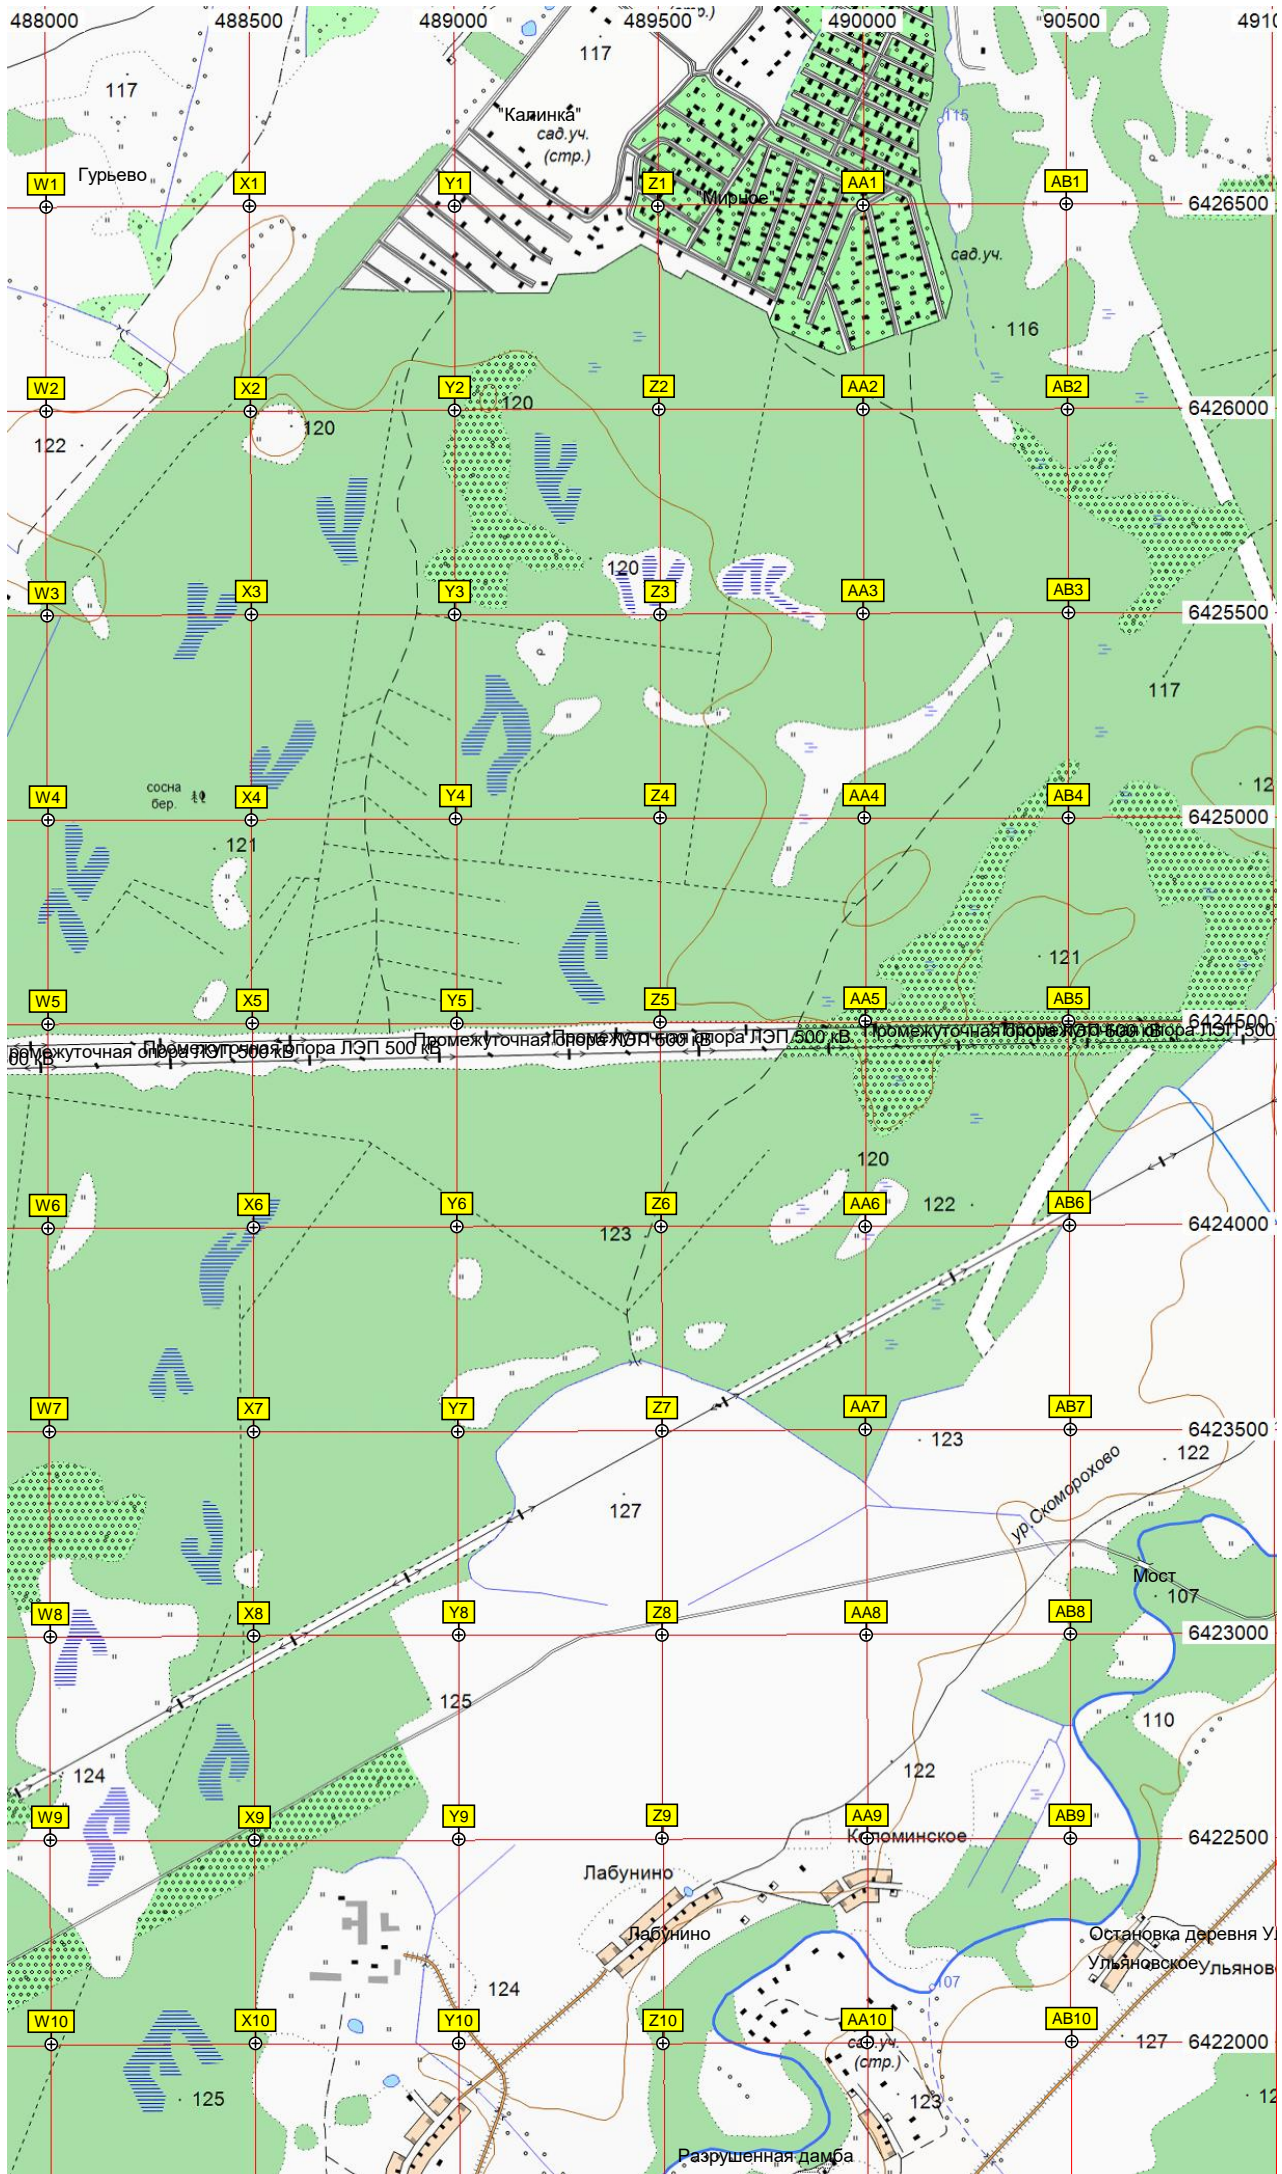 488000 488500 489000 489500 490000 90500 4910
117
117
115
"Калинка"
сад.уч.
(стр.)
Гурьево
W1 X1 Y1 Z1 AA1 AB1
"Мирное"
6426500
сад.уч.
116
W2 X2 Y2 Z2 AA2 AB2
120
6426000
122
120
120
W3 X3 Y3 Z3 AA3 AB3
6425500
117
12
сосна
бер.
W4 X4 Y4 Z4 AA4 AB4
6425000
121
121
W5 X5 Y5 Z5 AA5 AB5
6424500
Промежуточная опора ЛЭП 500 кВ
120
W6 X6 Y6 Z6 AA6 AB6
122
6424000
123
W7 X7 Y7 Z7 AA7 AB7
6423500
123
122
127
ур.Скоморохово
Мост
107
W8 X8 Y8 Z8 AA8 AB8
6423000
125
110
124
122
W9 X9 Y9 Z9 AA9 AB9
6422500
Коломинское
Лабунино
Лабунино
Остановка деревня У
Ульяновское
Ульянов
107
124
W10 X10 Y10 Z10 AA10 AB10
6422000
127
сад.уч.
(стр.)
125
123
12
Разрушенная дамба